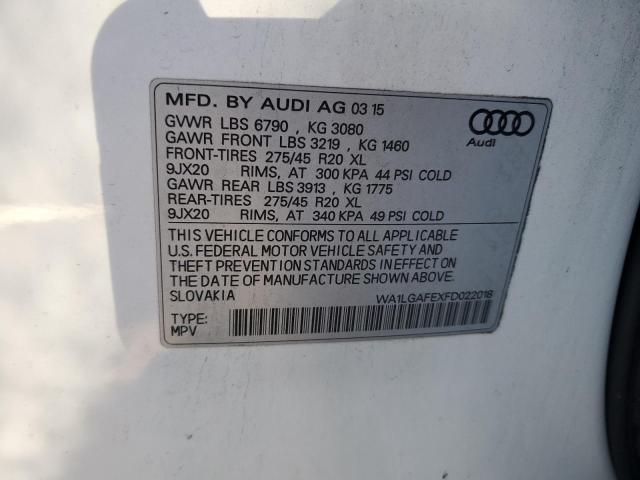 MFD. BY AUDI AG 03 15
GVWR LBS 6790 , KG 3080
GAWR FRONT LBS 3219 , KG 1460
FRONT-TIRES 275/45 R20 XL
9JX20 RIMS, AT 300 KPA 44 PSI COLD
GAWR REAR LBS 3913 , KG 1775
REAR-TIRES 275/45 R20 XL
9JX20 RIMS, AT 340 KPA 49 PSI COLD
Audi
THIS VEHICLE CONFORMS TO ALL APPLICABLE
U.S. FEDERAL MOTOR VEHICLE SAFETY AND
THEFT PREVENTION STANDARDS IN EFFECT ON
THE DATE OF MANUFACTURE SHOWN ABOVE.
SLOVAKIA WA1LGAFEXFD022018
TYPE:
MPV